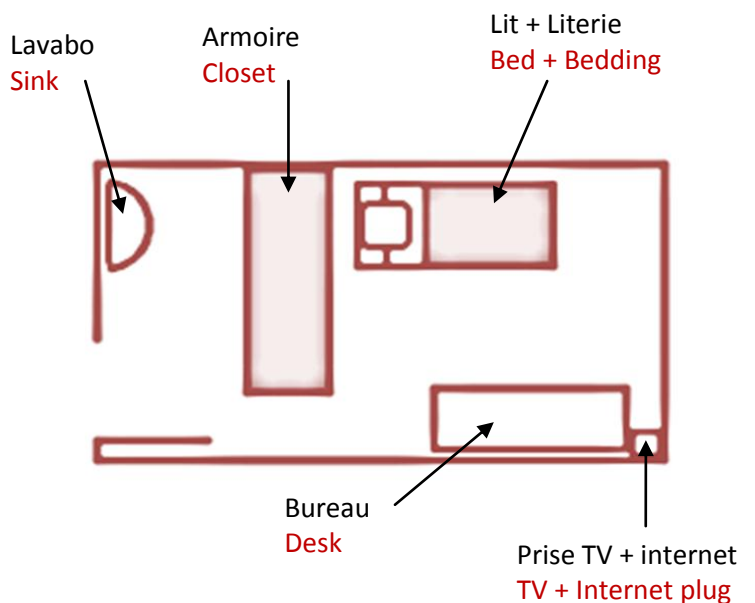 Lavabo
Sink
Armoire
Closet
Lit + Literie
Bed + Bedding
Bureau
Desk
Prise TV + internet
TV + Internet plug